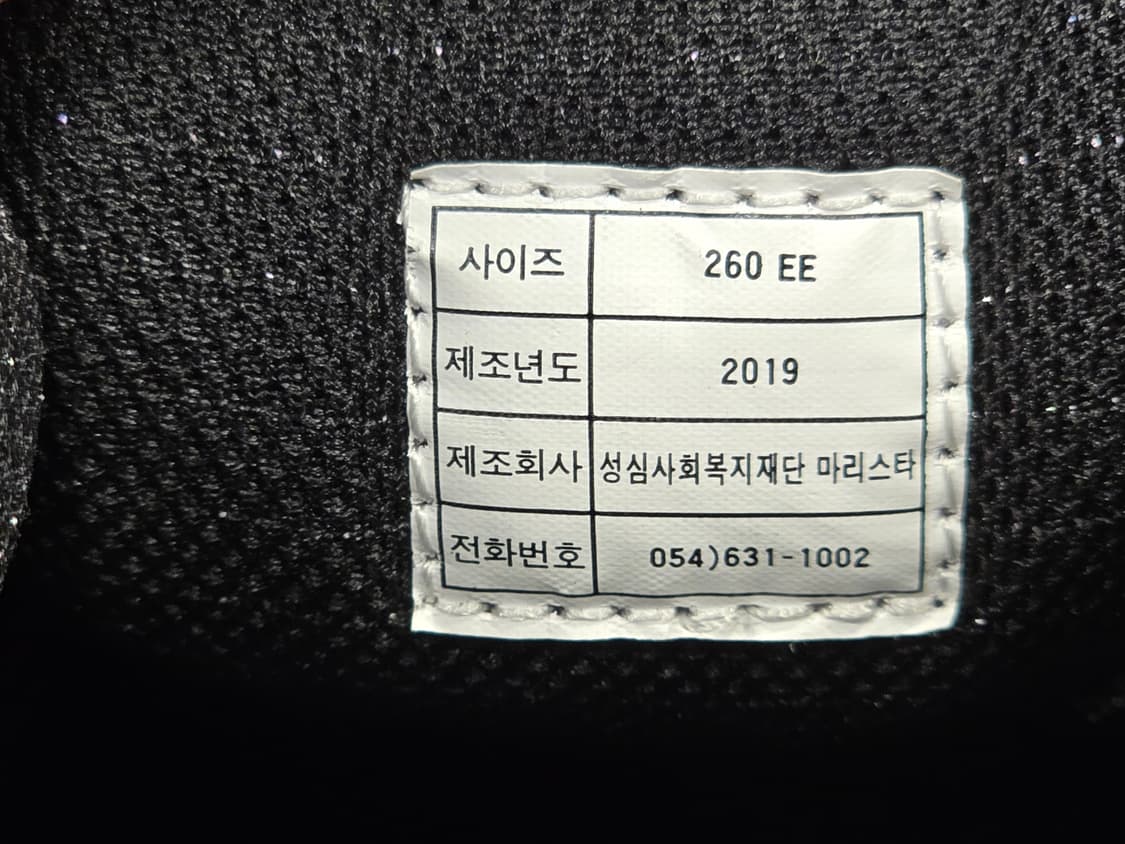 사이즈 260 EE
제조년도 2019
제조회사 성심사회복지재단 마리스타
전화번호 054)631-1002